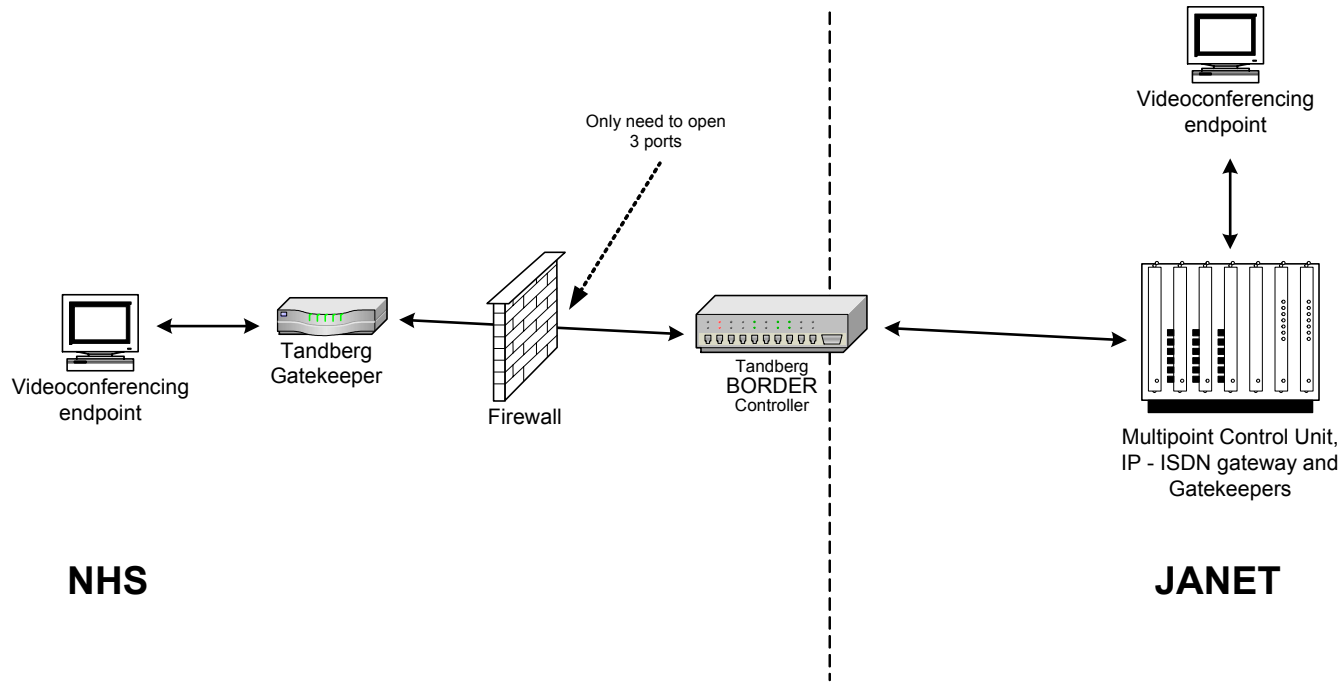 Only need to open
3 ports
Videoconferencing
endpoint
Videoconferencing
endpoint
Tandberg
Gatekeeper
Firewall
Tandberg
BORDER
Controller
Multipoint Control Unit,
IP - ISDN gateway and
Gatekeepers
NHS
JANET